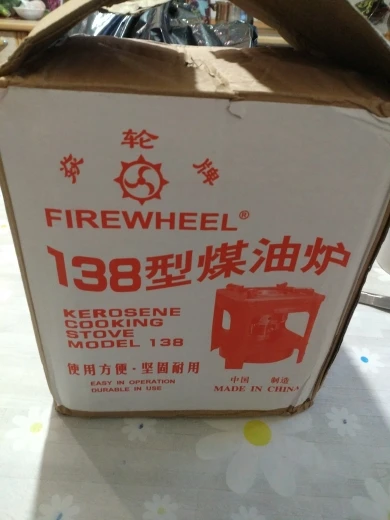 焱轮牌
FIREWHEEL®
138型煤油炉
KEROSENE
COOKING
STOVE
MODEL 138
使用方便·坚固耐用
EASY IN OPERATION
DURABLE IN USE
中国 制造
MADE IN CHINA